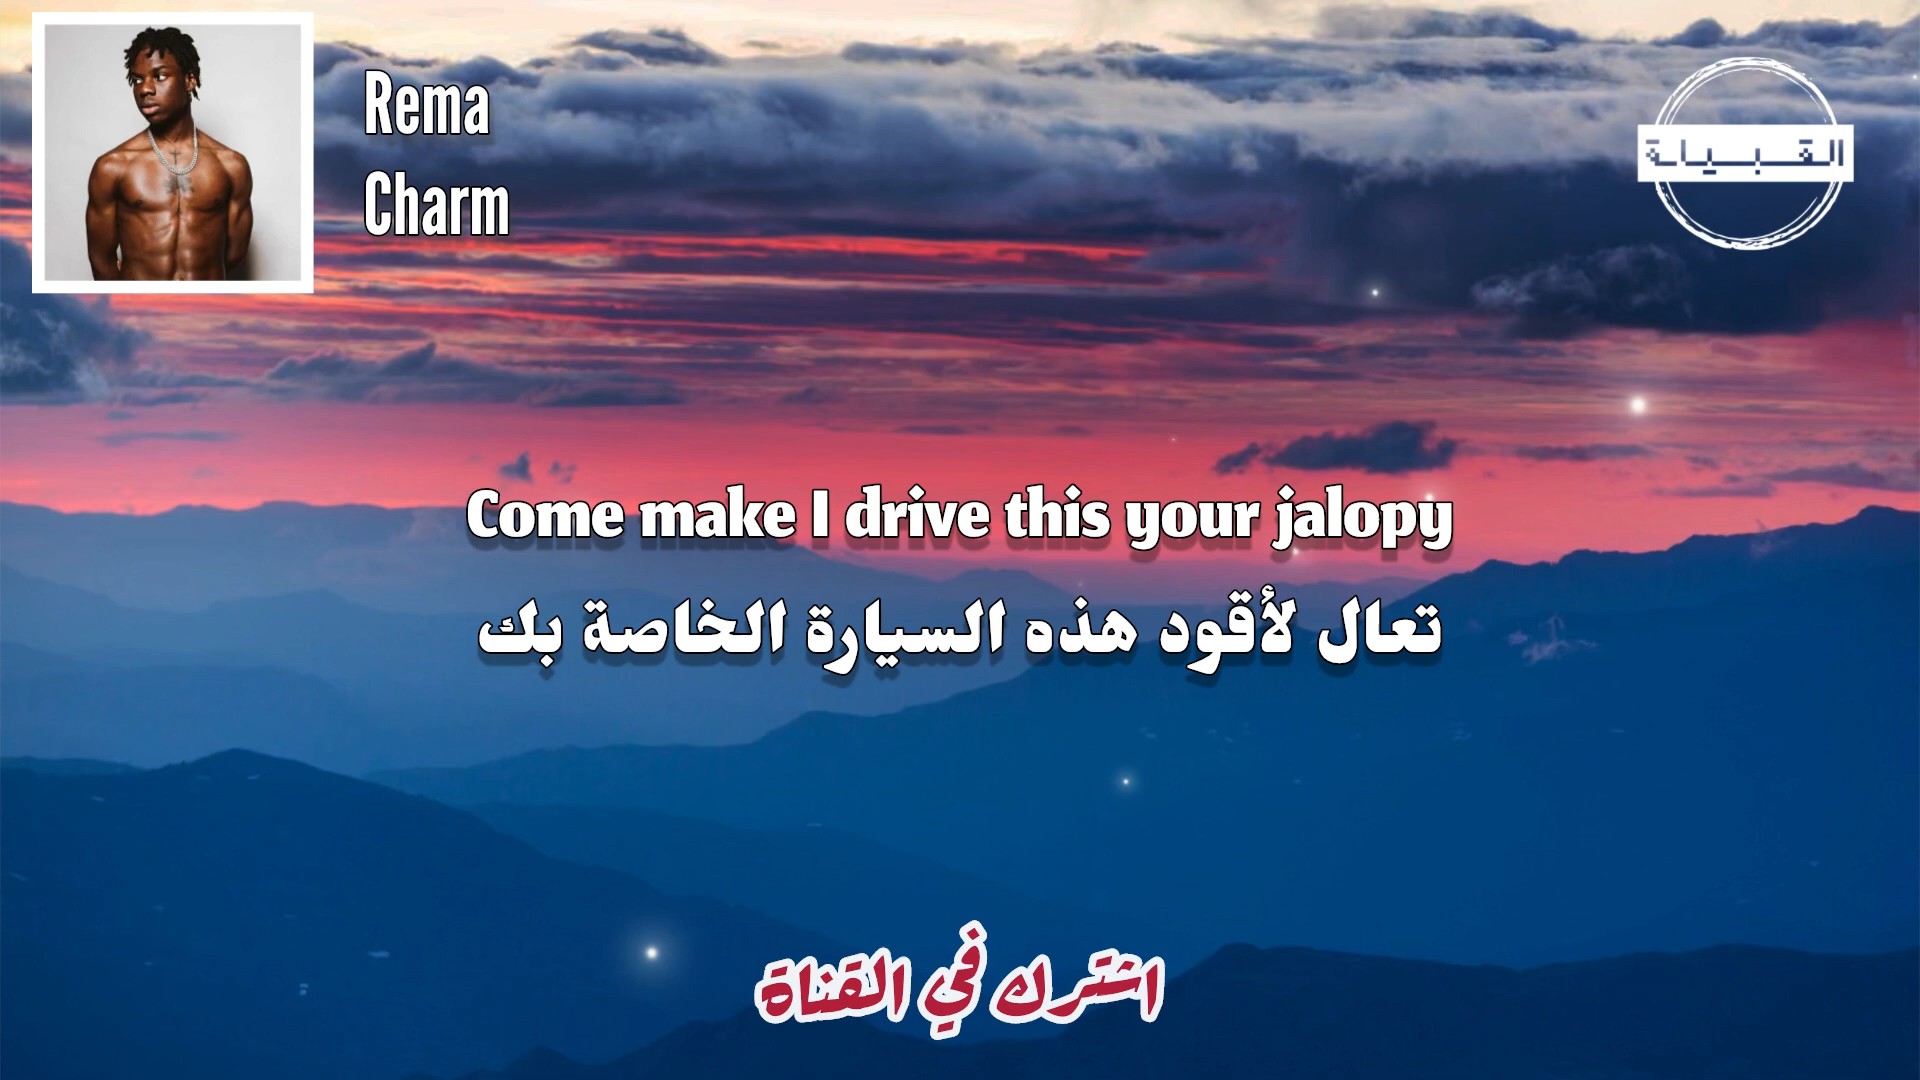 Rema
Charm
القبيلة
Come make I drive this your jalopy
تعال لأقود هذه السيارة الخاصة بك
اشترك في القناة